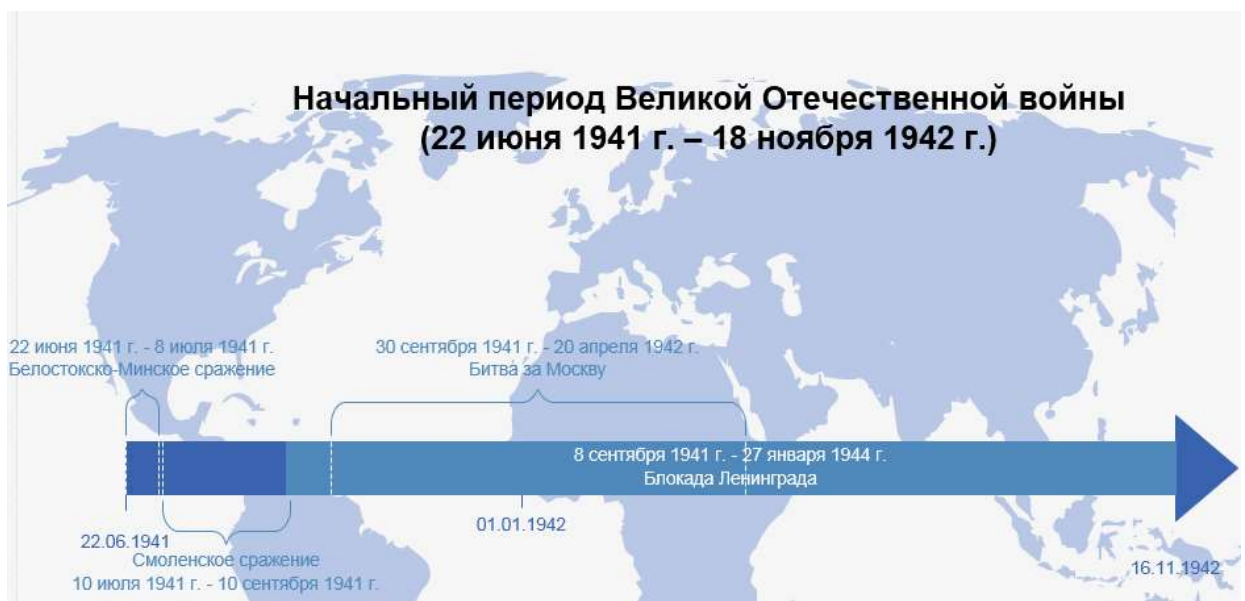 Начальный период Великой Отечественной войны
(22 июня 1941 г. – 18 ноября 1942 г.)
22 июня 1941 г. - 8 июля 1941 г.
Белостокско-Минское сражение
30 сентября 1941 г. - 20 апреля 1942 г.
Битва за Москву
8 сентября 1941 г. - 27 января 1944 г.
Блокада Ленинграда
22.06.1941
01.01.1942
Смоленское сражение
10 июля 1941 г. - 10 сентября 1941 г.
16.11.1942